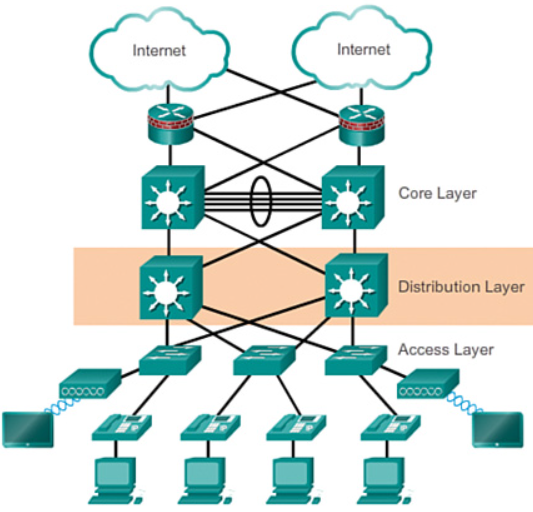 Internet
Internet
Core Layer
Distribution Layer
Access Layer